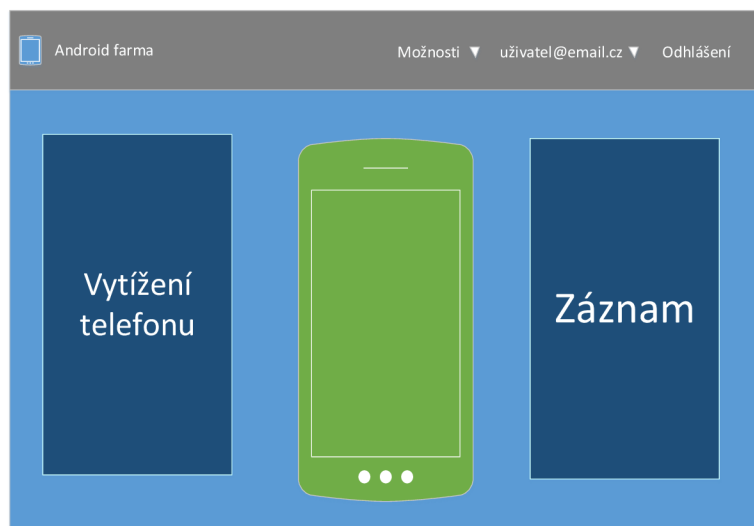 Android farma
Možnosti ▼ uživatel@email.cz ▼ Odhlášení
Vytížení
telefonu
Záznam